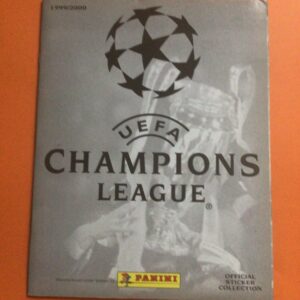 1999/2000
UEFA
CHAMPIONS
LEAGUE®
PANINI
OFFICIAL
STICKER
COLLECTION